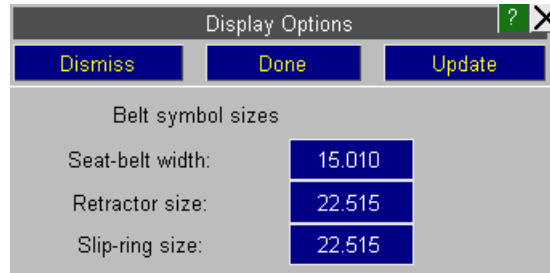 Display Options ? X
Dismiss Done Update
Belt symbol sizes
Seat-belt width: 15.010
Retractor size: 22.515
Slip-ring size: 22.515